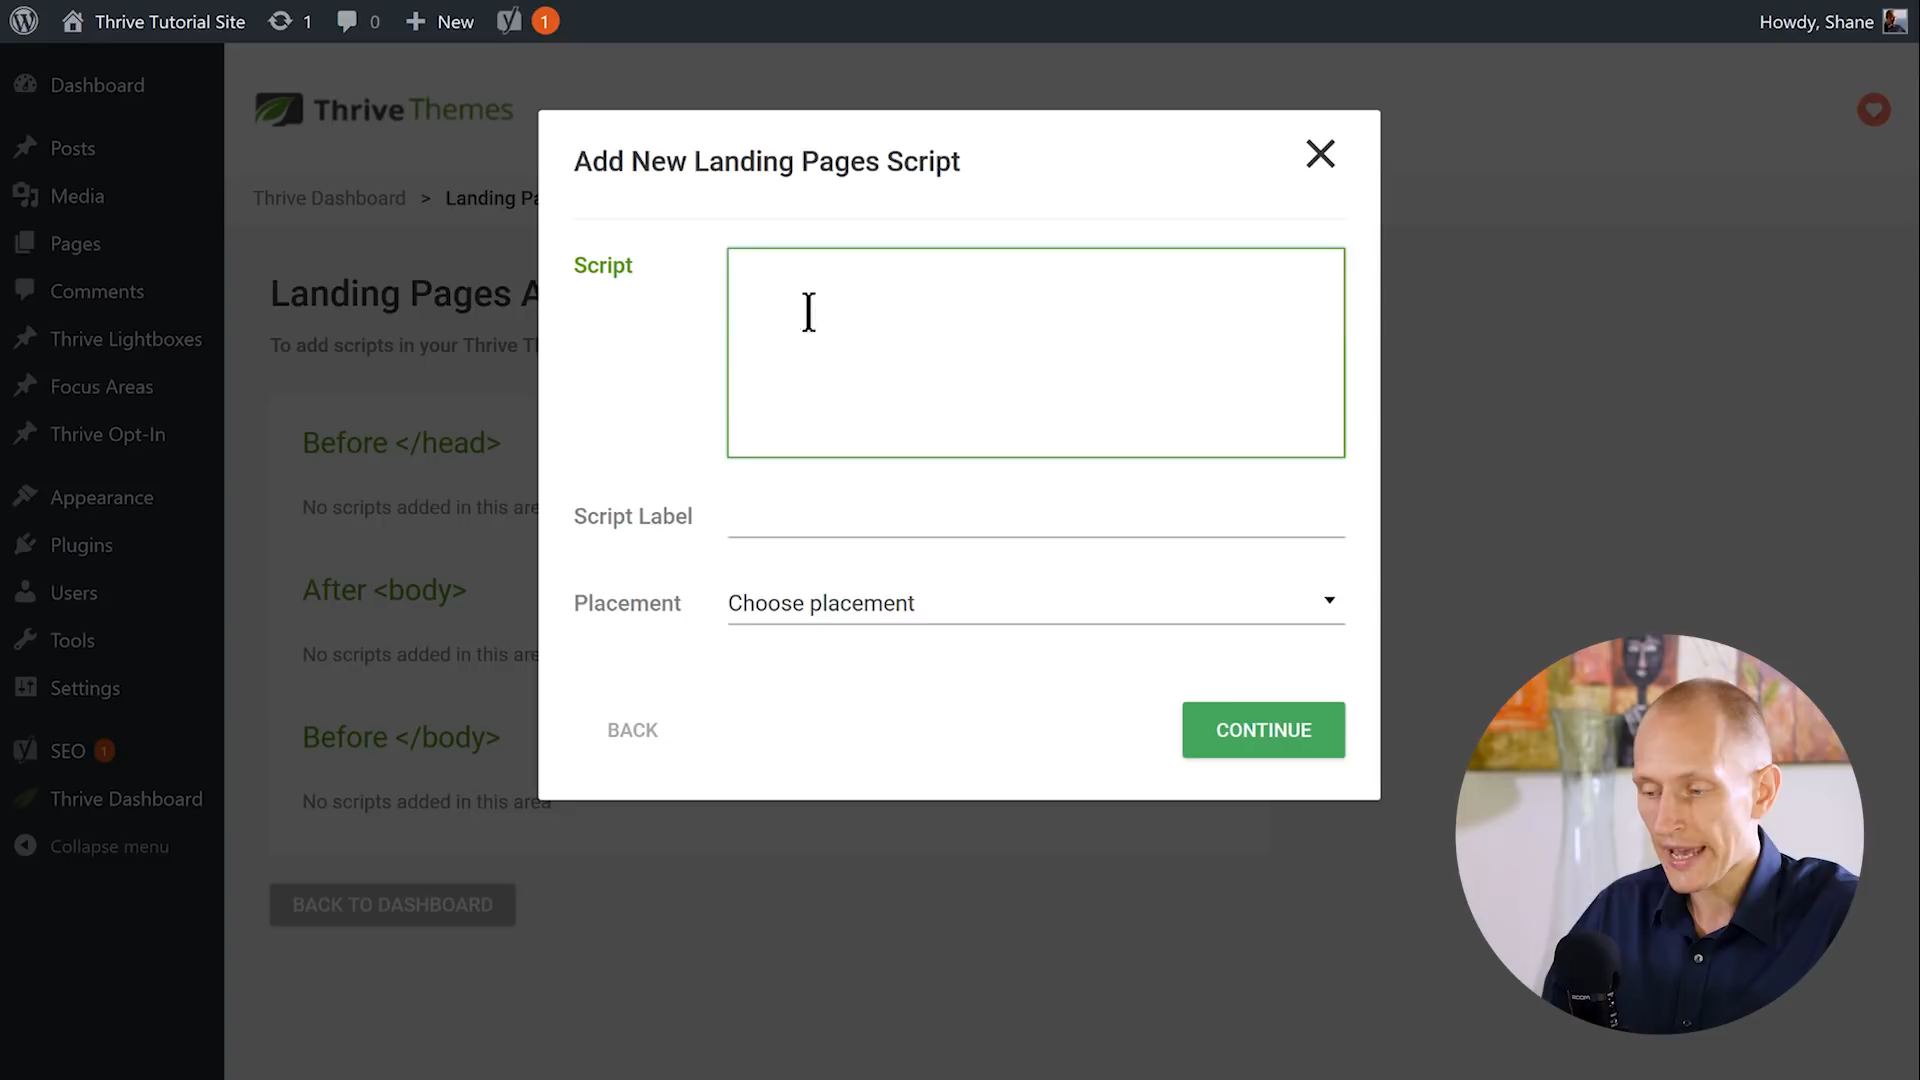 Thrive Tutorial Site
1
0
New
1
Howdy, Shane
Dashboard
Posts
Media
Pages
Comments
Thrive Lightboxes
Focus Areas
Thrive Opt-In
Appearance
Plugins
Users
Tools
Settings
SEO 1
Thrive Dashboard
Collapse menu
Thrive Themes
Thrive Dashboard > Landing
Landing Pages
To add scripts in your Thrive
Before </head>
No scripts added in this are
After <body>
No scripts added in this are
Before </body>
No scripts added in this area
BACK TO DASHBOARD
Add New Landing Pages Script
Script
Script Label
Placement
Choose placement
BACK
CONTINUE